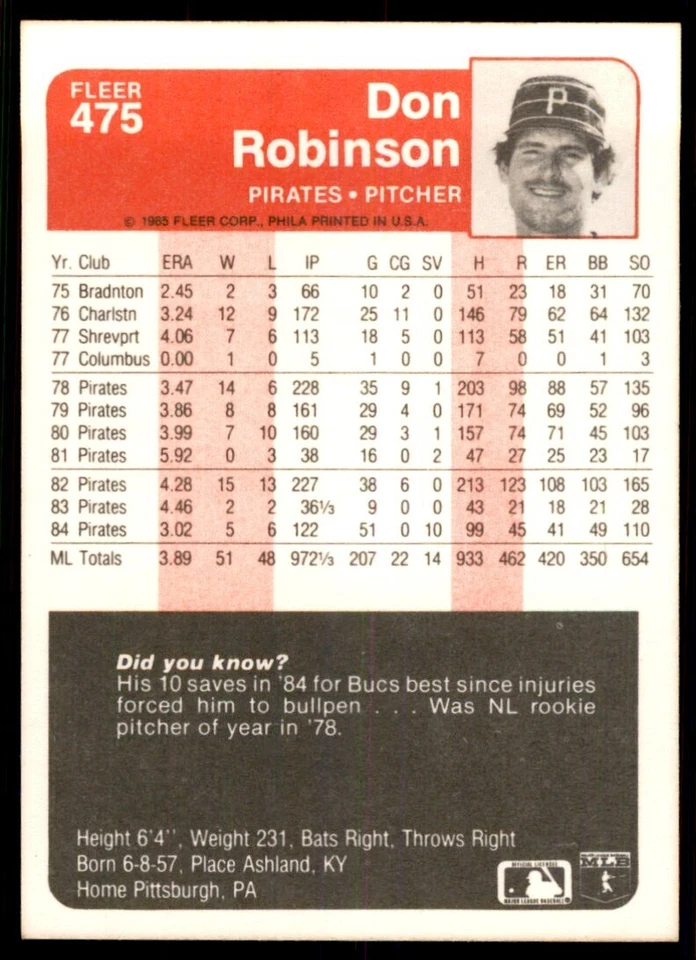 FLEER
475
Don
Robinson
PIRATES • PITCHER
© 1985 FLEER CORP., PHILA PRINTED IN U.S.A.
P
Yr. Club ERA W L IP G CG SV H R ER BB SO
75 Bradnton 2.45 2 3 66 10 2 0 51 23 18 31 70
76 Charlstn 3.24 12 9 172 25 11 0 146 79 62 64 132
77 Shrevprt 4.06 7 6 113 18 5 0 113 58 51 41 103
77 Columbus 0.00 1 0 5 1 0 0 7 0 0 1 3
78 Pirates 3.47 14 6 228 35 9 1 203 98 88 57 135
79 Pirates 3.86 8 8 161 29 4 0 171 74 69 52 96
80 Pirates 3.99 7 10 160 29 3 1 157 74 71 45 103
81 Pirates 5.92 0 3 38 16 0 2 47 27 25 23 17
82 Pirates 4.28 15 13 227 38 6 0 213 123 108 103 165
83 Pirates 4.46 2 2 36⅓ 9 0 0 43 21 18 21 28
84 Pirates 3.02 5 6 122 51 0 10 99 45 41 49 110
ML Totals 3.89 51 48 972⅓ 207 22 14 933 462 420 350 654
Did you know?
His 10 saves in '84 for Bucs best since injuries
forced him to bullpen . . . Was NL rookie
pitcher of year in '78.
Height 6'4'', Weight 231, Bats Right, Throws Right
Born 6-8-57, Place Ashland, KY
Home Pittsburgh, PA
OFFICIAL LICENSEE
MAJOR LEAGUE BASEBALL
MLB